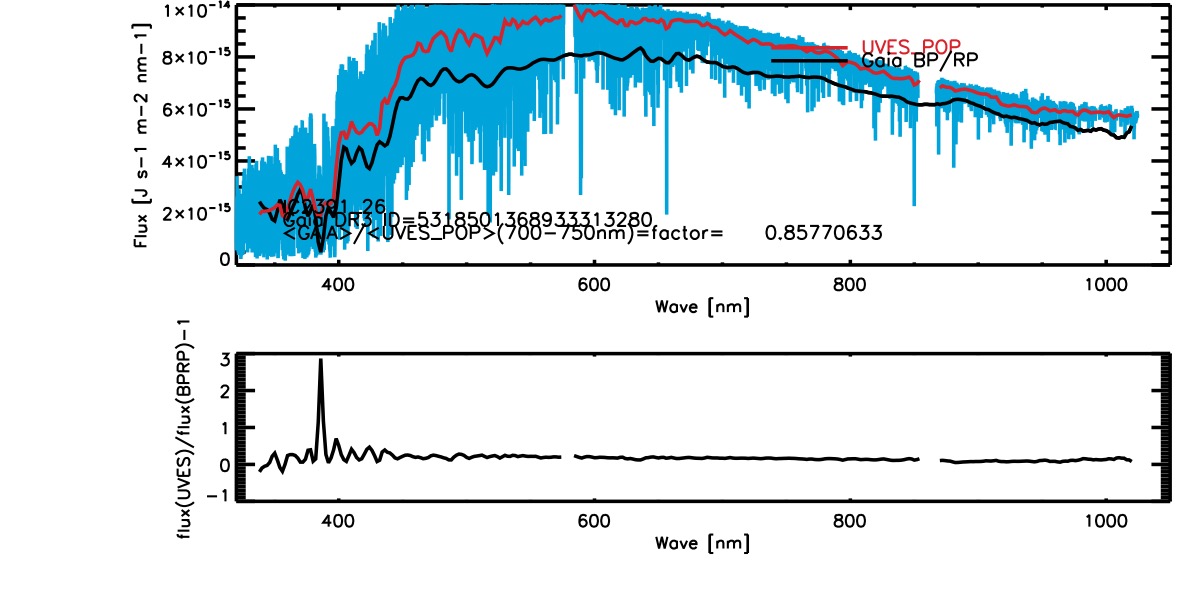 1×10−14
8×10−15
6×10−15
4×10−15
2×10−15
0
Flux [J s−1 m−2 nm−1]
UVES_POP
Gaia BP/RP
IC2391_26
Gaia DR3 ID=5318501368933313280
<GAIA>/<UVES_POP>(700−750nm)=factor= 0.85770633
400 600 800 1000
Wave [nm]
3
2
1
0
−1
flux(UVES)/flux(BPRP)−1
400 600 800 1000
Wave [nm]